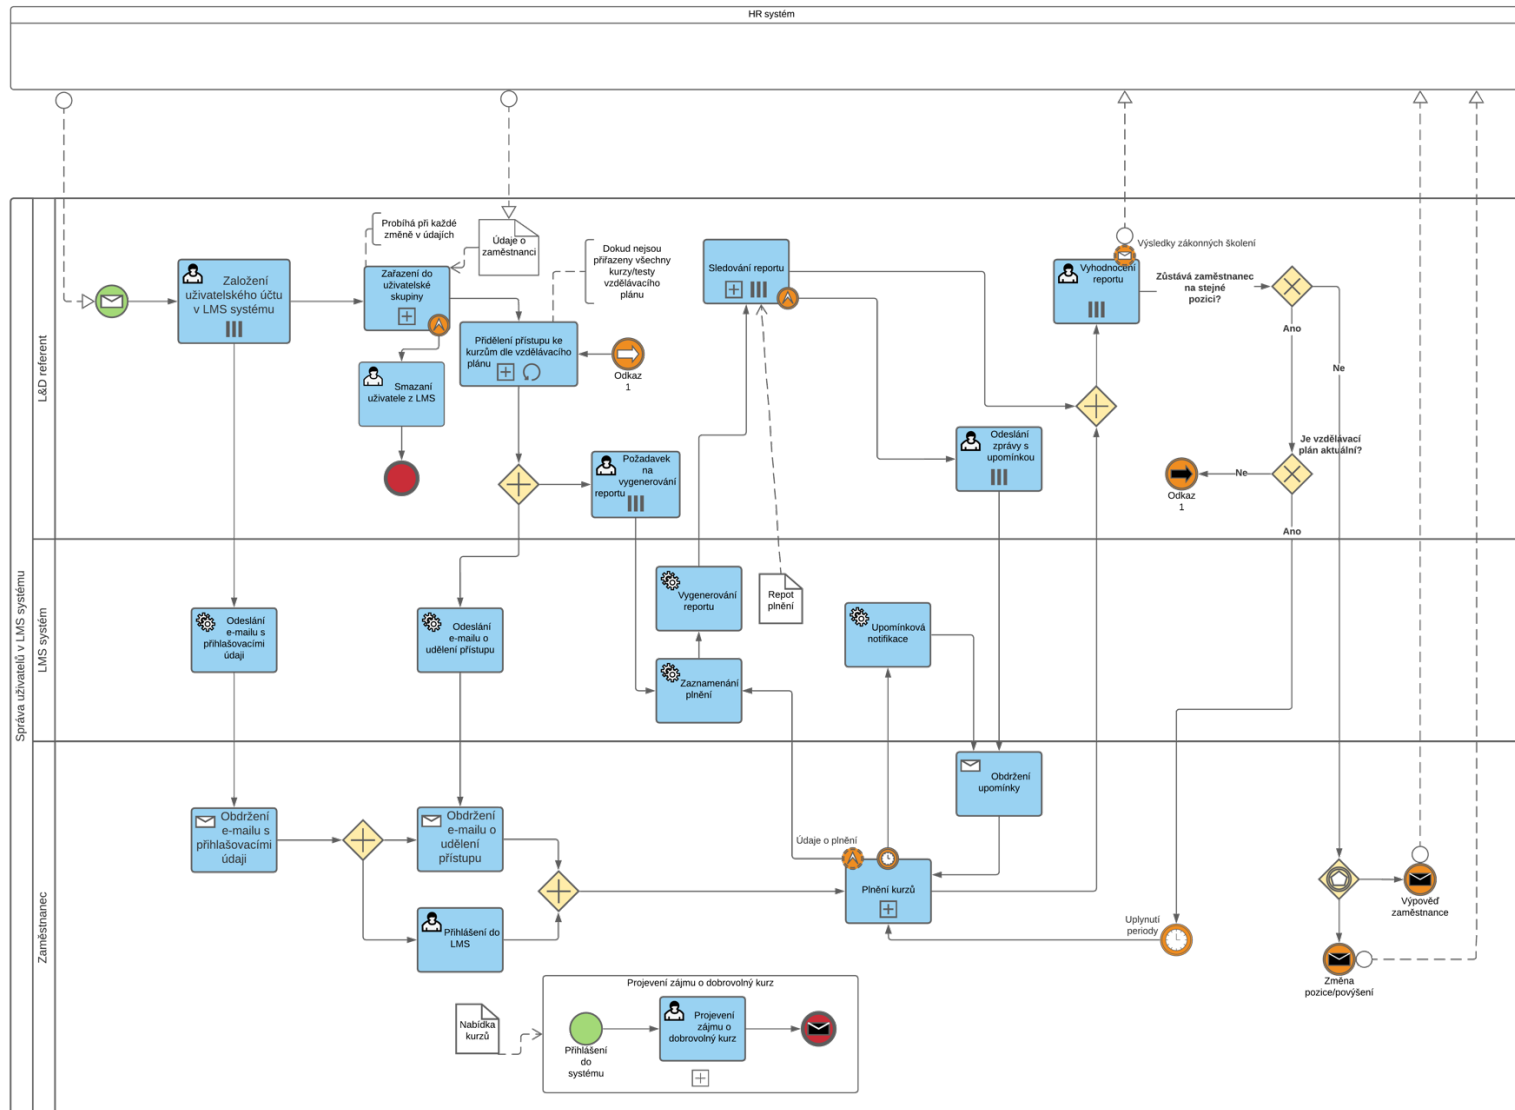 HR systém
Správa uživatelů v LMS systému
L&D referent
LMS systém
Zaměstnanec
Probíhá při každé
změně v údajích
Údaje o
zaměstnanci
Dokud nejsou
přiřazeny všechny
kurzy/testy
vzdělávacího
plánu
Založení
uživatelského účtu
v LMS systému
Zařazení do
uživatelské
skupiny
Přidělení přístupu ke
kurzům dle vzdělávacího
plánu
Odkaz
1
Smazaní
uživatele z LMS
Požadavek
na
vygenerování
reportu
Sledování reportu
Odeslání
zprávy s
upomínkou
Vyhodnocení
reportu
Výsledky zákonných školení
Zůstává zaměstnanec
na stejné
pozici?
Ano
Ne
Je vzdělávací
plán aktuální?
Ne
Odkaz
1
Ano
Odeslání
e-mailu s
přihlašovacími
údaji
Odeslání
e-mailu o
udělení přístupu
Vygenerování
reportu
Repot
plnění
Zaznamenání
plnění
Upomínková
notifikace
Obdržení
upomínky
Obdržení
e-mailu s
přihlašovacími
údaji
Obdržení
e-mailu o
udělení
přístupu
Přihlášení do
LMS
Údaje o plnění
Plnění kurzů
Uplynutí
periody
Výpověď
zaměstnance
Změna
pozice/povýšení
Projevení zájmu o dobrovolný kurz
Nabídka
kurzů
Přihlášení
do
systému
Projevení
zájmu o
dobrovolný kurz